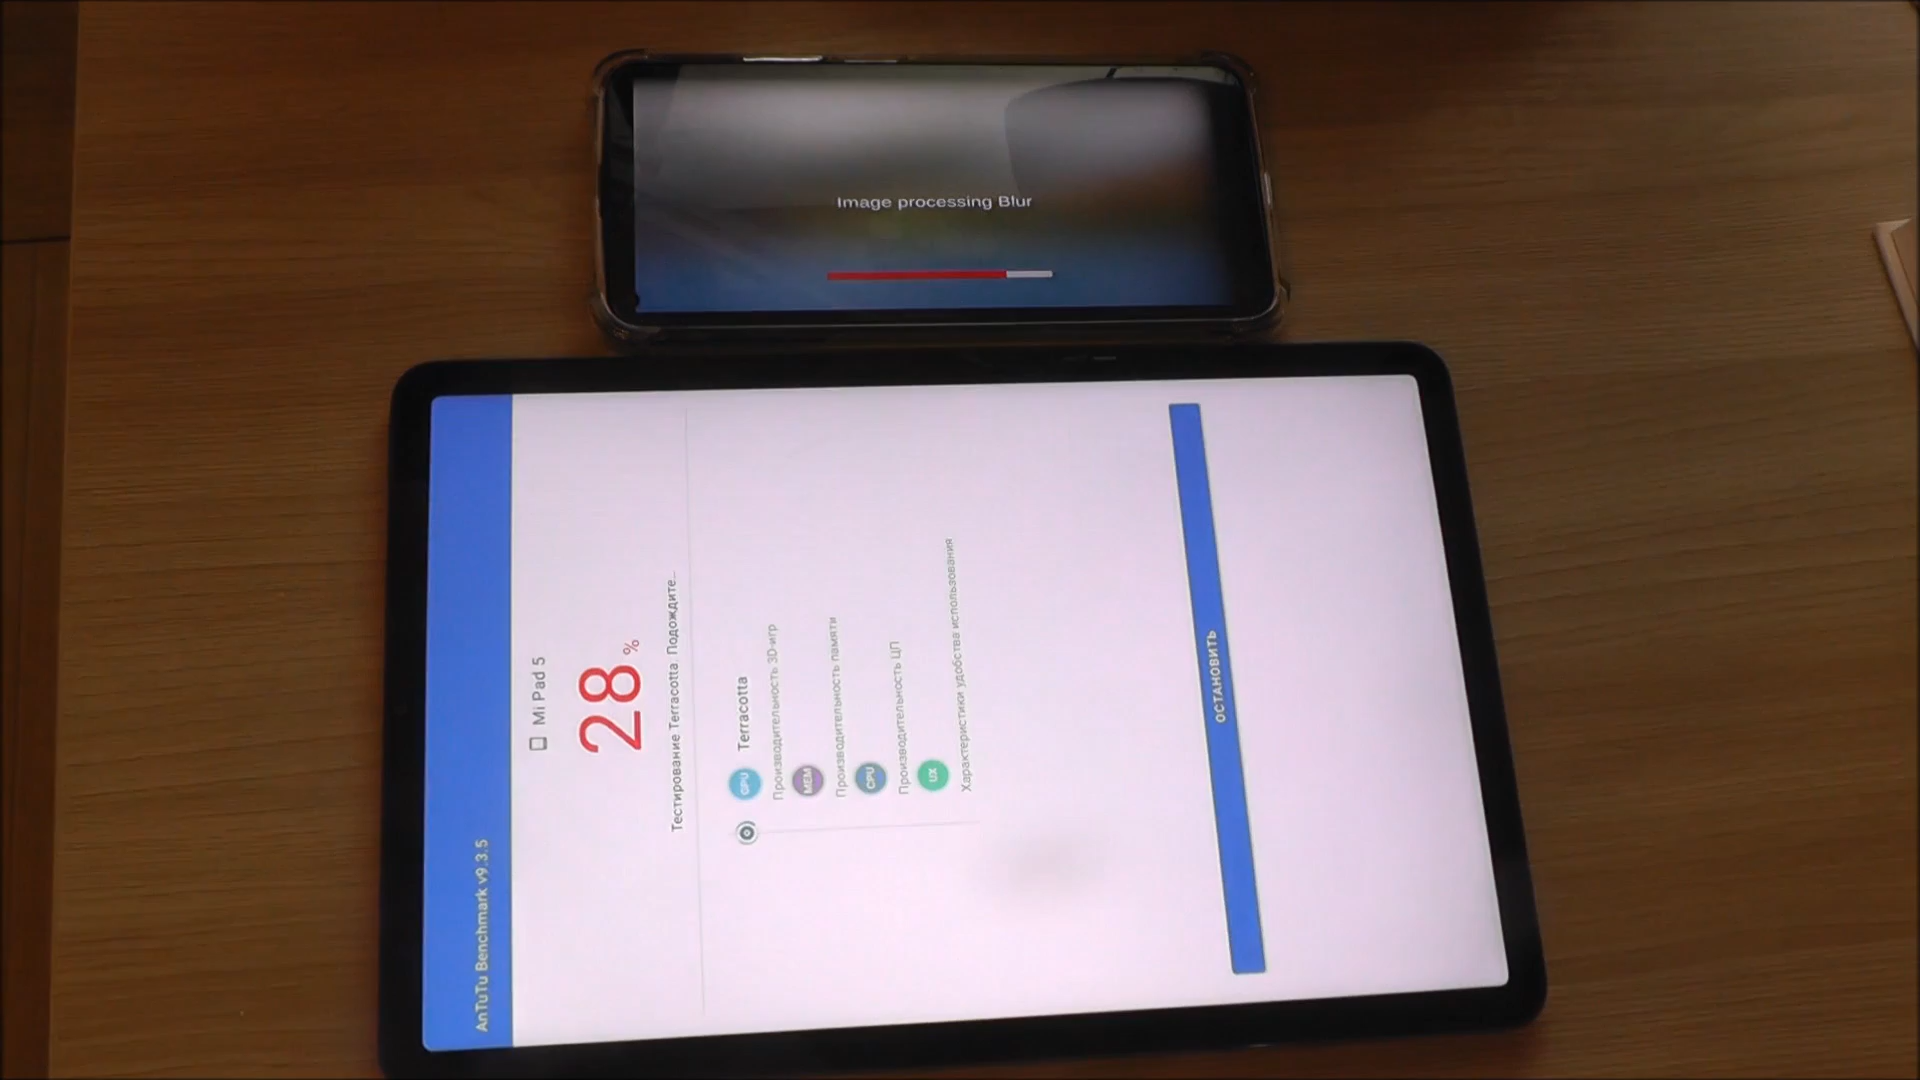 Image processing Blur
AnTuTu Benchmark v9.3.5
Mi Pad 5
28%
Тестирование Terracotta. Подождите...
GPU
Terracotta
Производительность 3D-игр
MEM
Производительность памяти
CPU
Производительность ЦП
UX
Характеристики удобства использования
ОСТАНОВИТЬ